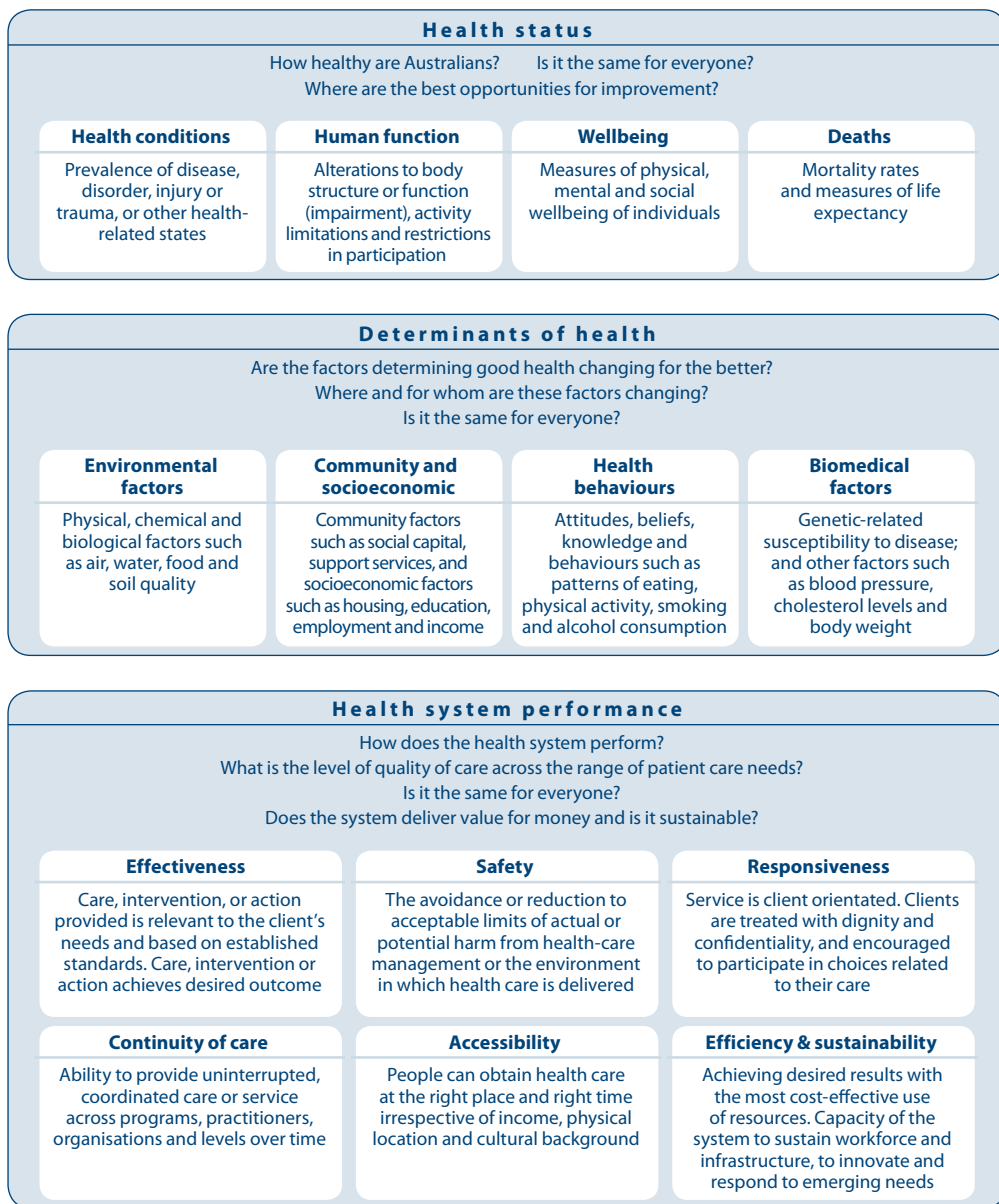 Health status
How healthy are Australians? Is it the same for everyone?
Where are the best opportunities for improvement?
Health conditions
Prevalence of disease,
disorder, injury or
trauma, or other health-
related states
Human function
Alterations to body
structure or function
(impairment), activity
limitations and restrictions
in participation
Wellbeing
Measures of physical,
mental and social
wellbeing of individuals
Deaths
Mortality rates
and measures of life
expectancy
Determinants of health
Are the factors determining good health changing for the better?
Where and for whom are these factors changing?
Is it the same for everyone?
Environmental
factors
Physical, chemical and
biological factors such
as air, water, food and
soil quality
Community and
socioeconomic
Community factors
such as social capital,
support services, and
socioeconomic factors
such as housing, education,
employment and income
Health
behaviours
Attitudes, beliefs,
knowledge and
behaviours such as
patterns of eating,
physical activity, smoking
and alcohol consumption
Biomedical
factors
Genetic-related
susceptibility to disease;
and other factors such
as blood pressure,
cholesterol levels and
body weight
Health system performance
How does the health system perform?
What is the level of quality of care across the range of patient care needs?
Is it the same for everyone?
Does the system deliver value for money and is it sustainable?
Effectiveness
Care, intervention, or action
provided is relevant to the client's
needs and based on established
standards. Care, intervention or
action achieves desired outcome
Safety
The avoidance or reduction to
acceptable limits of actual or
potential harm from health-care
management or the environment
in which health care is delivered
Responsiveness
Service is client orientated. Clients
are treated with dignity and
confidentiality, and encouraged
to participate in choices related
to their care
Continuity of care
Ability to provide uninterrupted,
coordinated care or service
across programs, practitioners,
organisations and levels over time
Accessibility
People can obtain health care
at the right place and right time
irrespective of income, physical
location and cultural background
Efficiency & sustainability
Achieving desired results with
the most cost-effective use
of resources. Capacity of the
system to sustain workforce and
infrastructure, to innovate and
respond to emerging needs